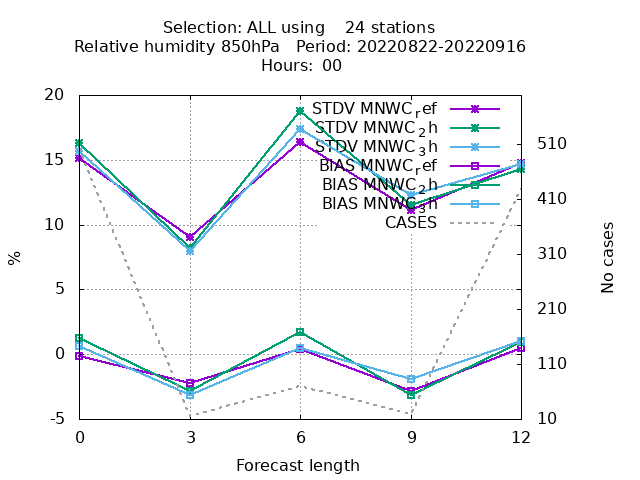 Selection: ALL using    24 stations
Relative humidity 850hPa   Period: 20220822-20220916
Hours: 00
20
15
10
5
0
-5
%
STDV MNWC_ref
STDV MNWC_2h
STDV MNWC_3h
BIAS MNWC_ref
BIAS MNWC_2h
BIAS MNWC_3h
CASES
510
410
310
210
110
10
No cases
0 3 6 9 12
Forecast length